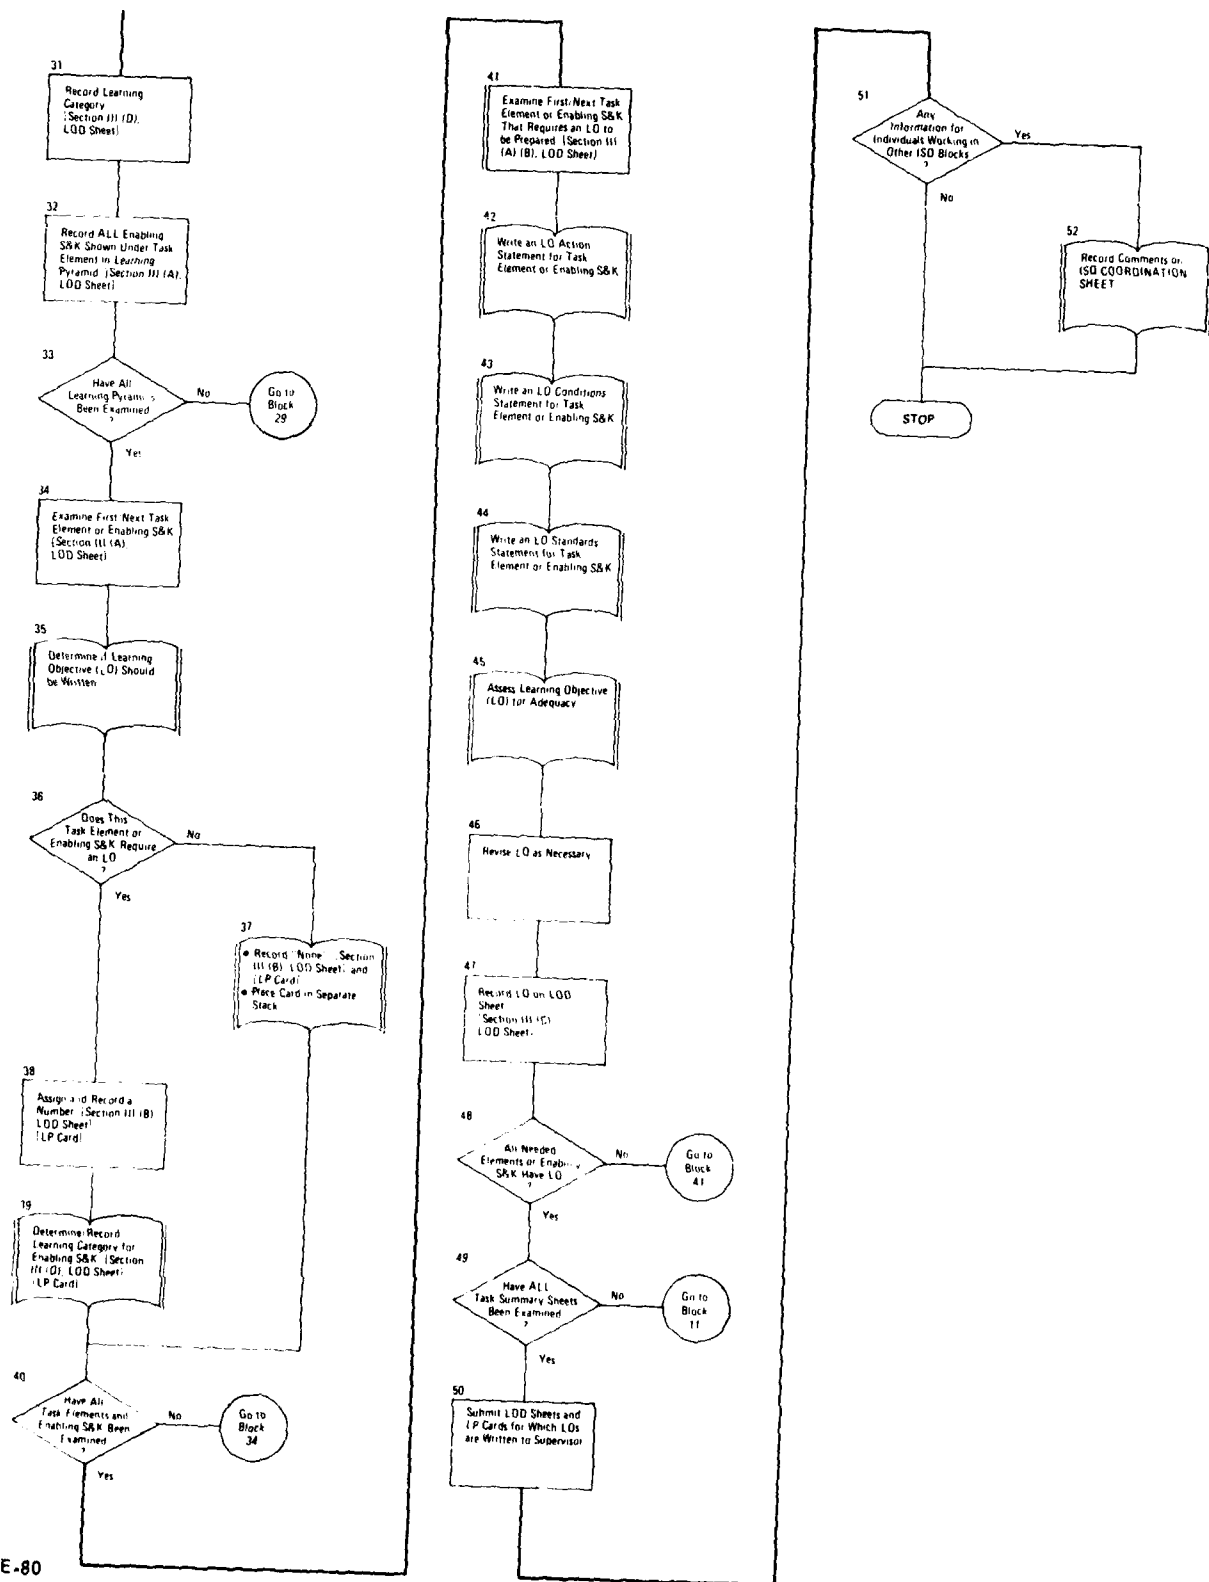 31
Record Learning
Category
[Section III (D),
LOD Sheet]
32
Record ALL Enabling
S&K Shown Under Task
Element in Learning
Pyramid [Section III (A),
LOD Sheet]
33
Have All
Learning
Been Examined
?
No
Go to
Block
29
Yes
34
Examine First Next Task
Element or Enabling S&K
[Section III (A),
LOD Sheet]
35
Determine if Learning
Objective (LO) Should
be Written
36
Does This
Task Element or
Enabling S&K Require
an LO
?
No
Yes
37
• Record "None" Section
III (B) LOD Sheet] and
[LP Card]
• Place Card in Separate
Stack
38
Assign and Record a
Number [Section III (B)
LOD Sheet]
[LP Card]
39
Determine Record
Learning Category for
Enabling S&K [Section
III (D), LOD Sheet]
[LP Card]
40
Have All
Task Elements and
Enabling S&K Been
Examined
?
No
Go to
Block
34
Yes
E-80
41
Examine First/Next Task
Element or Enabling S&K
That Requires an LO to
be Prepared [Section III
(A) (B), LOD Sheet]
42
Write an LO Action
Statement for Task
Element or Enabling S&K
43
Write an LO Conditions
Statement for Task
Element or Enabling S&K
44
Write an LO Standards
Statement for Task
Element or Enabling S&K
45
Assess Learning Objective
(LO) for Adequacy
46
Revise LO as Necessary
47
Record LO on LOD
Sheet
Section III (C)
LOD Sheet
48
All Needed
Elements or
S&K Have LO
?
No
Go to
Block
41
Yes
49
Have ALL
Task Summary Sheets
Been Examined
?
No
Go to
Block
11
Yes
50
Submit LOD Sheets and
LP Cards for Which LOs
are Written to Supervisor
51
Any
Information for
Individuals Working in
Other ISD Blocks
?
Yes
No
52
Record Comments on
ISD COORDINATION
SHEET
STOP